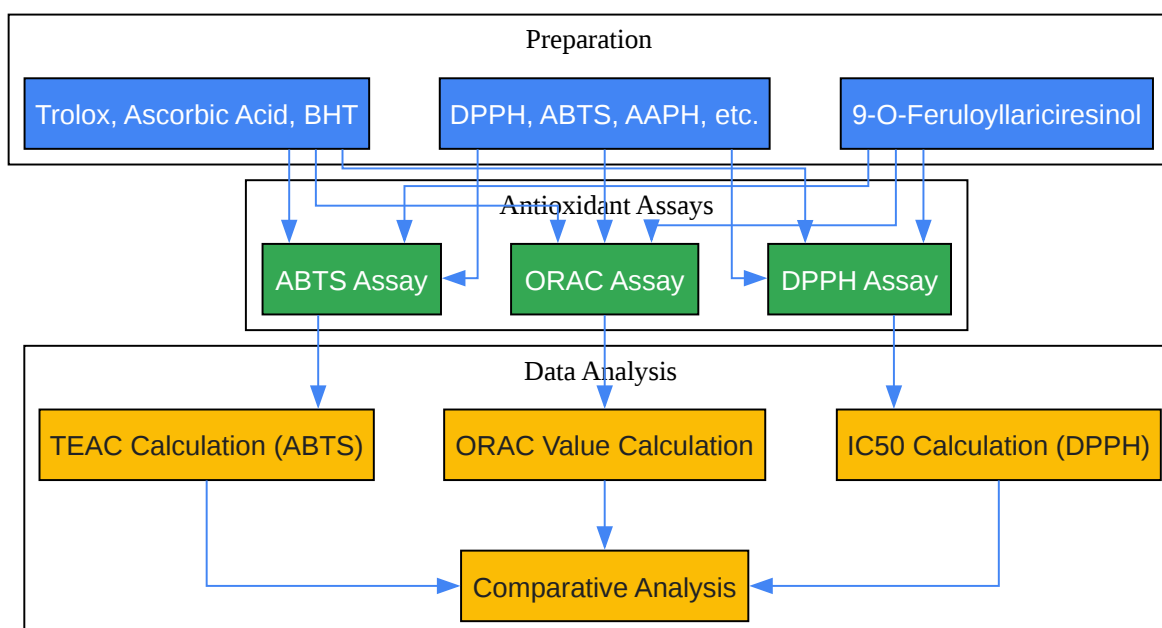 Preparation
Trolox, Ascorbic Acid, BHT
DPPH, ABTS, AAPH, etc.
9-O-Feruloyllariciresinol
Antioxidant Assays
ABTS Assay
ORAC Assay
DPPH Assay
Data Analysis
TEAC Calculation (ABTS)
ORAC Value Calculation
IC50 Calculation (DPPH)
Comparative Analysis